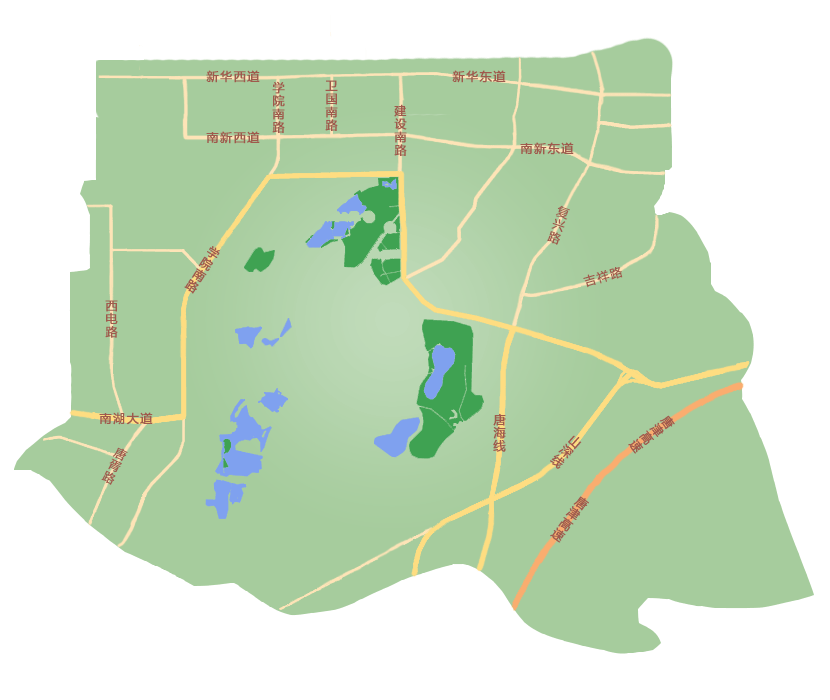 新华西道
新华东道
学院南路
卫国南路
建设南路
南新西道
南新东道
复兴路
学院南路
吉祥路
西电路
南湖大道
唐海线
唐津高速
山深线
唐胥路
唐津高速